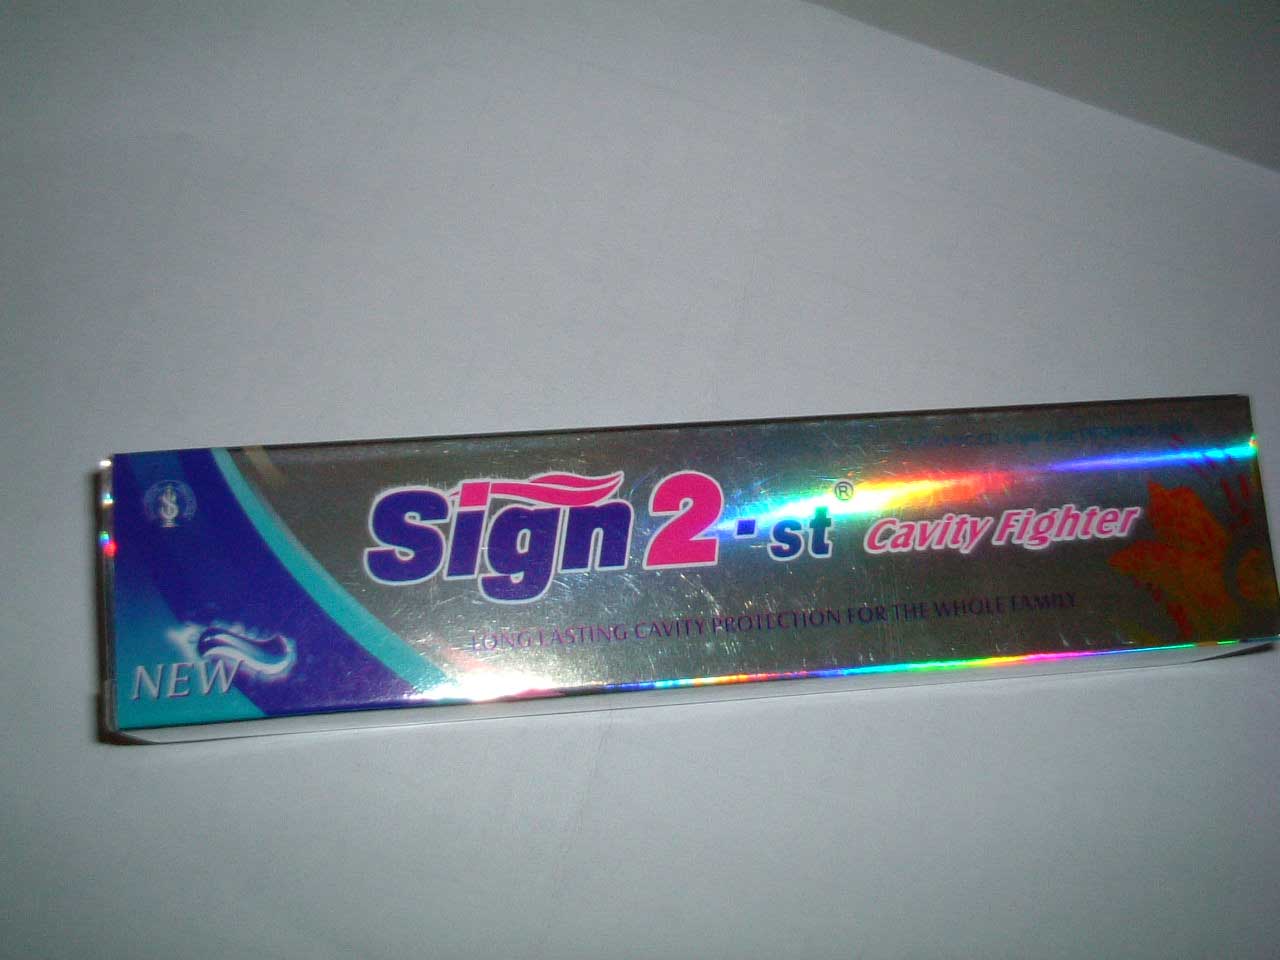 Sign 2 · st ® Cavity Fighter
LONG LASTING CAVITY PROTECTION FOR THE WHOLE FAMILY
NEW